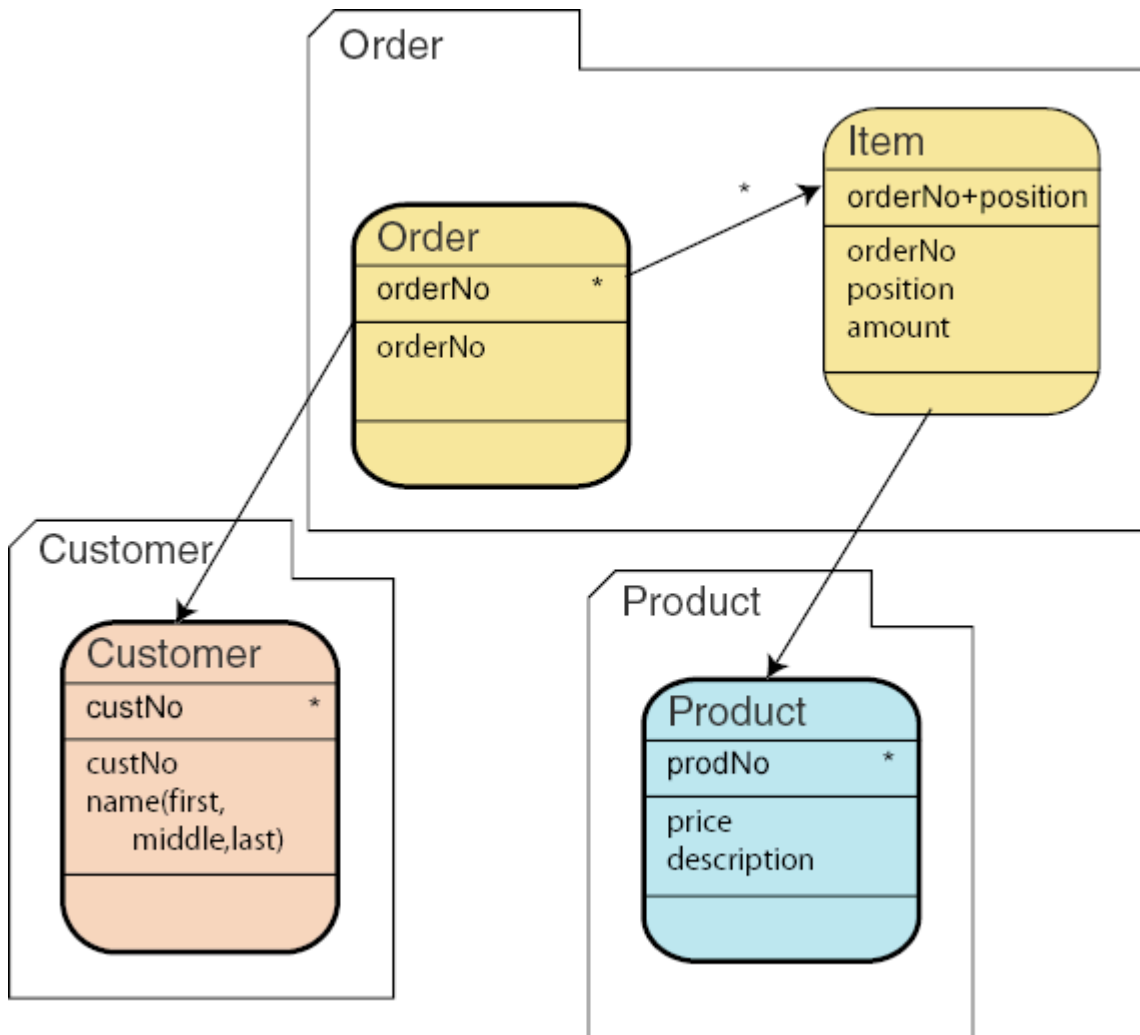 Order
Item
orderNo+position
orderNo
position
amount
*
Order
orderNo *
orderNo
Customer
Customer
custNo *
custNo
name(first,
middle,last)
Product
Product
prodNo *
price
description